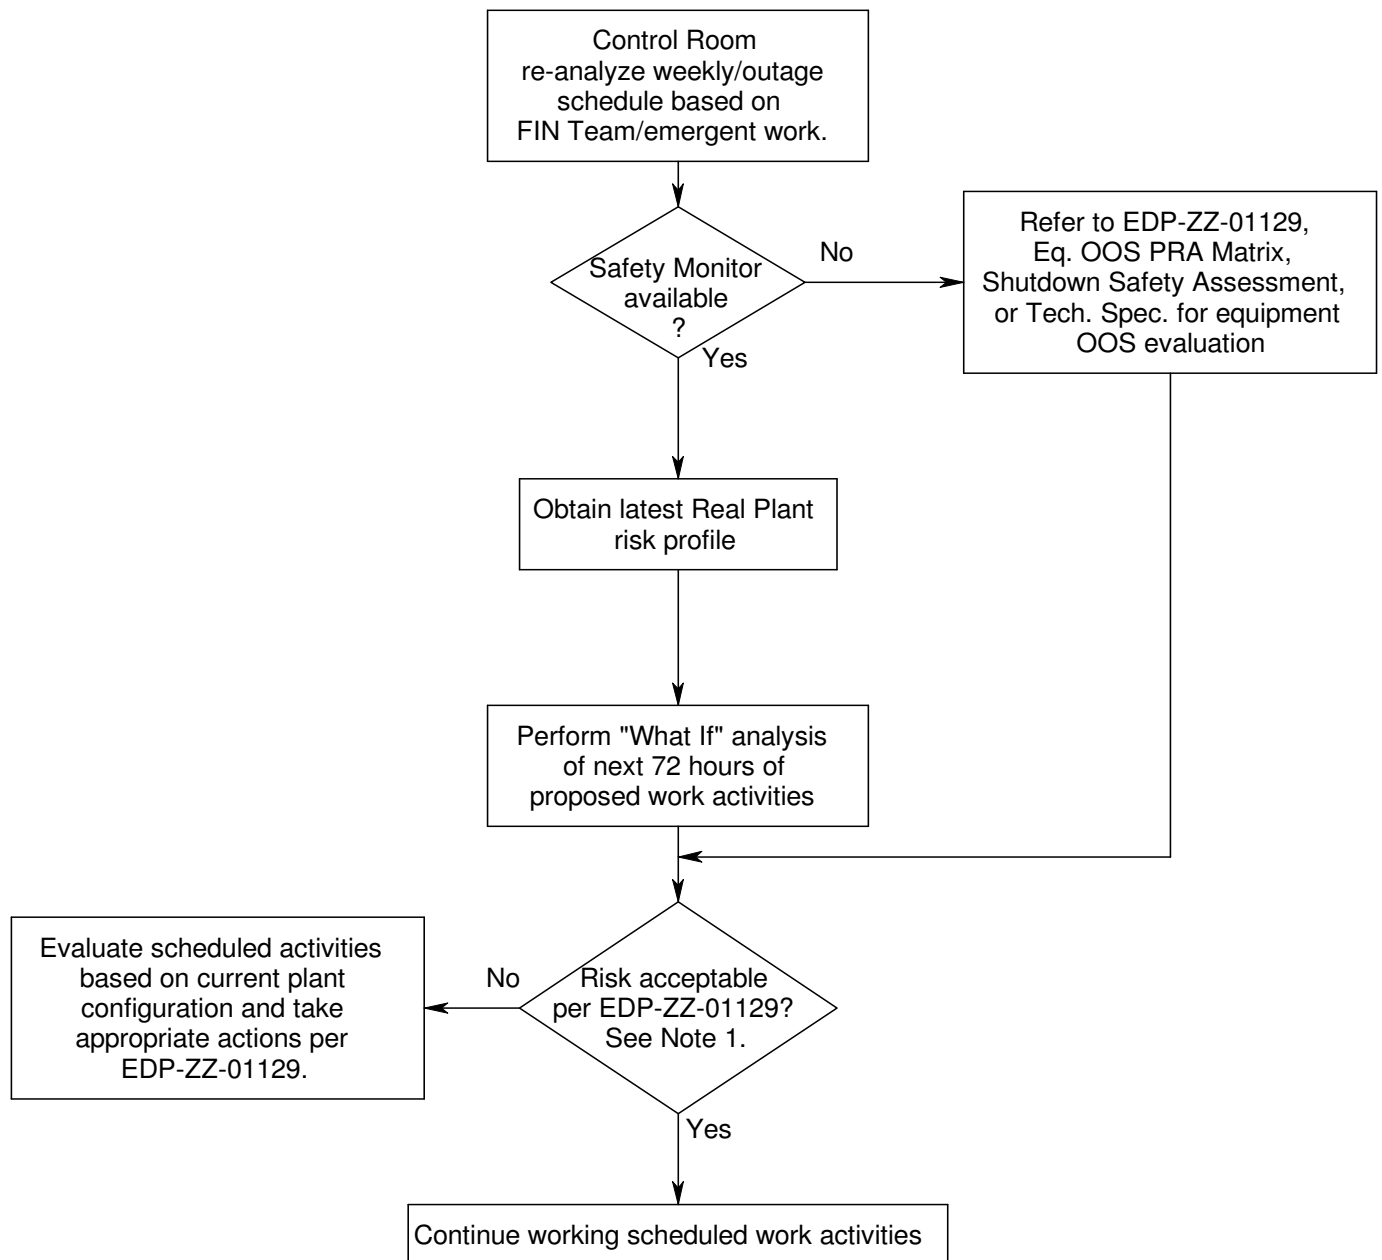 Control Room
re-analyze weekly/outage
schedule based on
FIN Team/emergent work.
Safety Monitor
available
?
No
Yes
Refer to EDP-ZZ-01129,
Eq. OOS PRA Matrix,
Shutdown Safety Assessment,
or Tech. Spec. for equipment
OOS evaluation
Obtain latest Real Plant
risk profile
Perform "What If" analysis
of next 72 hours of
proposed work activities
Risk acceptable
per EDP-ZZ-01129?
See Note 1.
No
Evaluate scheduled activities
based on current plant
configuration and take
appropriate actions per
EDP-ZZ-01129.
Yes
Continue working scheduled work activities